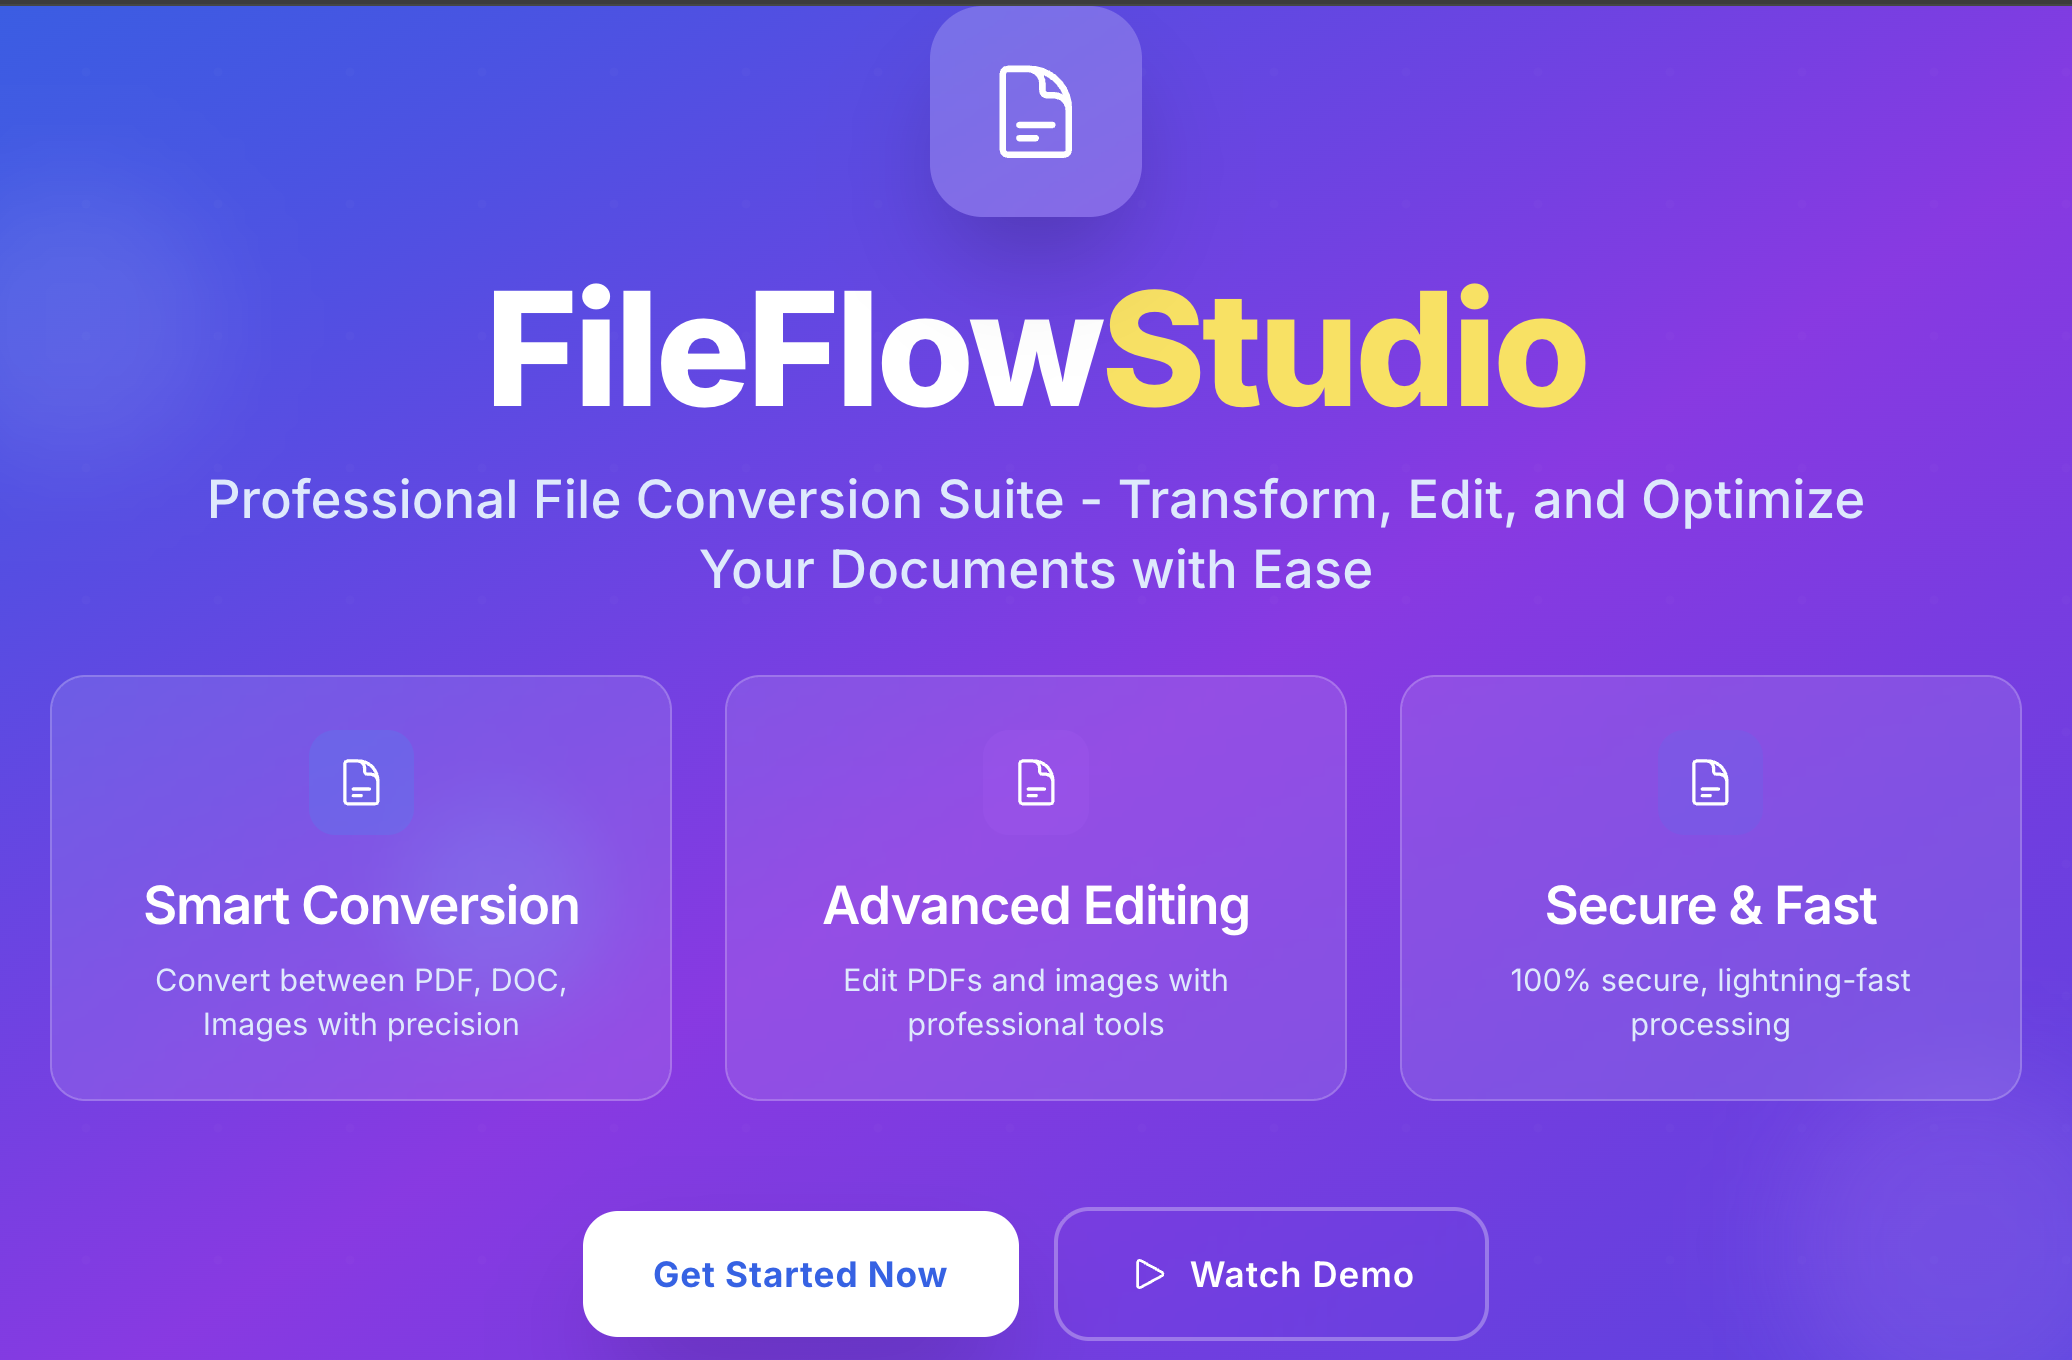 FileFlowStudio
Professional File Conversion Suite - Transform, Edit, and Optimize
Your Documents with Ease
Smart Conversion
Convert between PDF, DOC,
Images with precision
Advanced Editing
Edit PDFs and images with
professional tools
Secure & Fast
100% secure, lightning-fast
processing
Get Started Now
Watch Demo